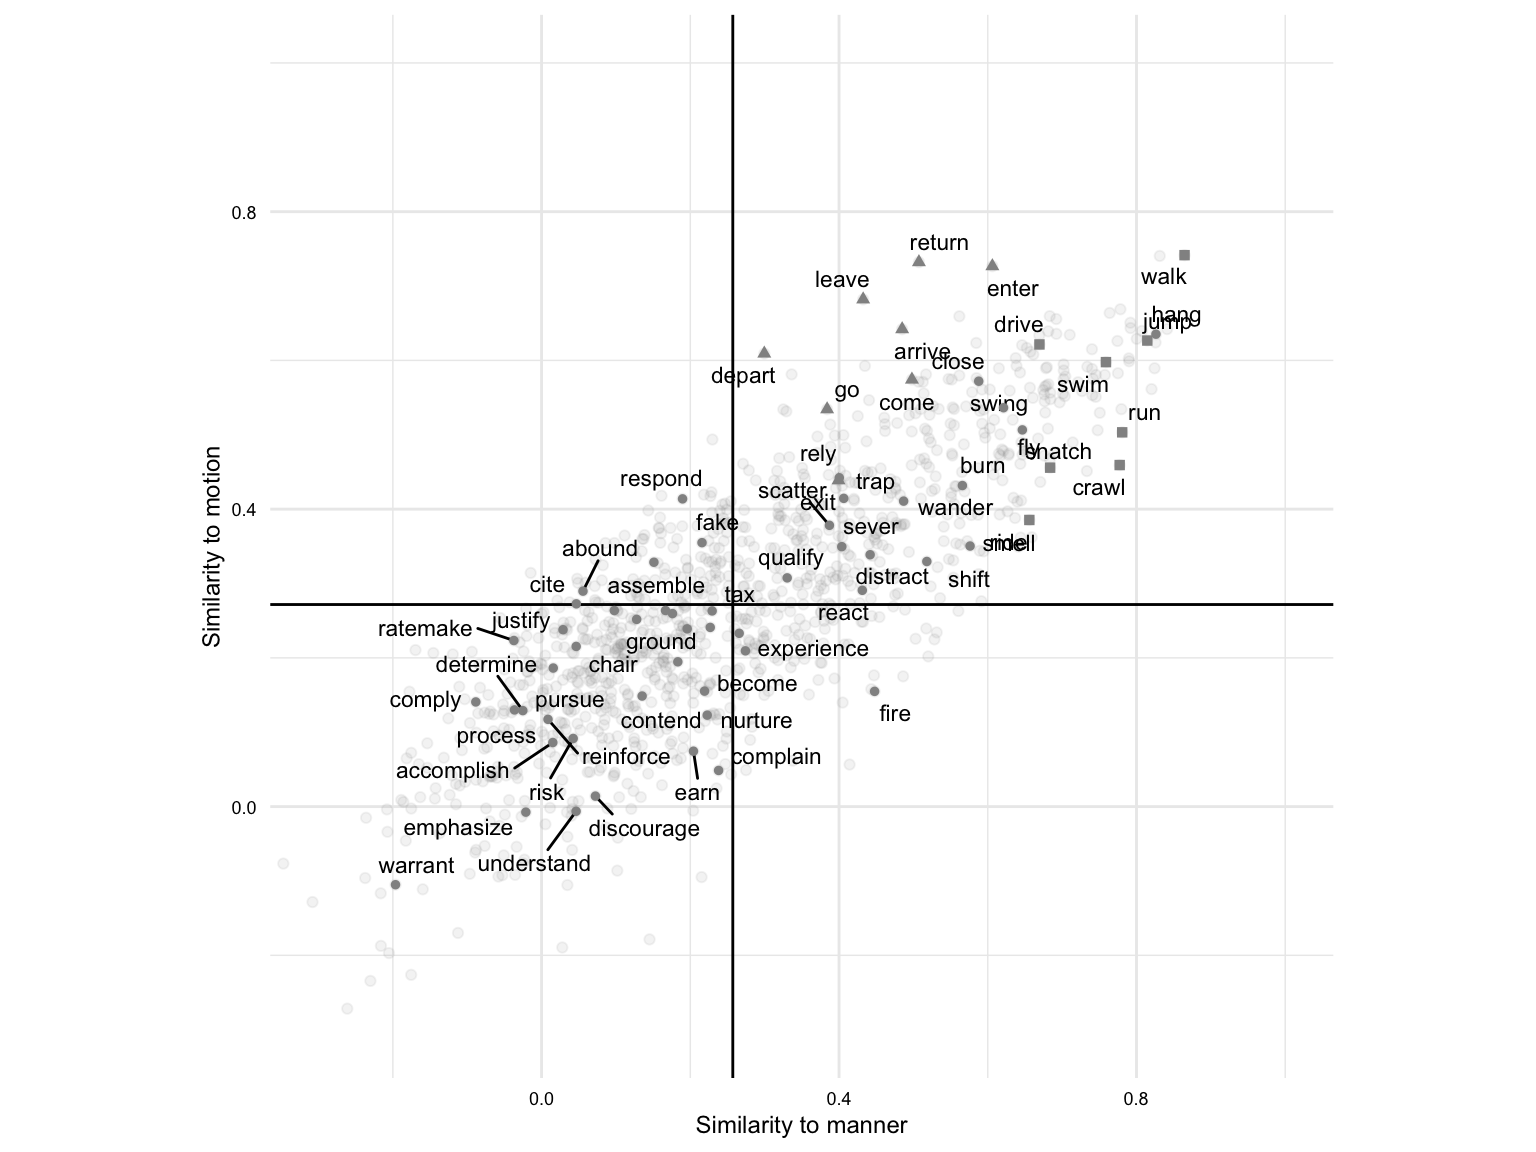 return
leave
enter
walk
hang
jump
drive
arrive
close
depart
swim
go
come
swing
run
rely
fly
snatch
burn
crawl
respond
scatter
trap
exit
wander
fake
sever
smell
ride
abound
qualify
cite
assemble
distract
shift
tax
react
justify
ratemake
ground
experience
determine
chair
comply
pursue
become
fire
contend
nurture
process
reinforce
complain
accomplish
risk
earn
emphasize
discourage
understand
warrant
0.8
0.4
0.0
Similarity to motion
0.0
0.4
0.8
Similarity to manner